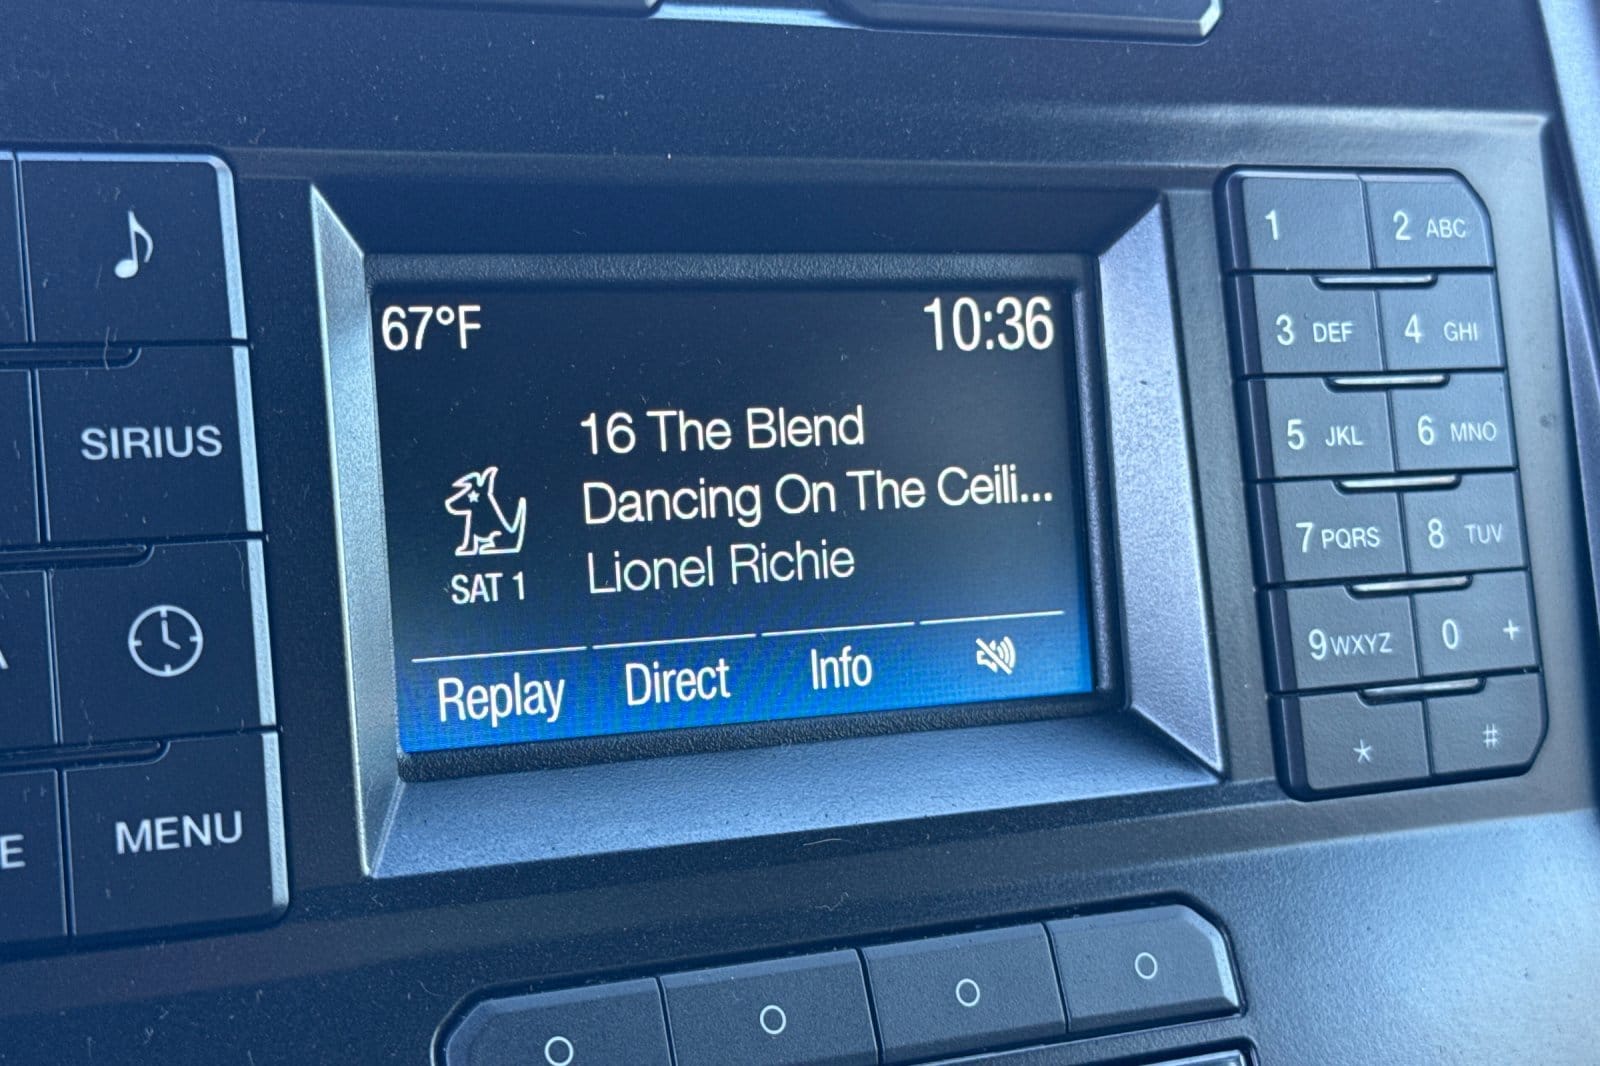 67°F
10:36
16 The Blend
Dancing On The Ceili...
Lionel Richie
SAT 1
Replay
Direct
Info
SIRIUS
E
MENU
1
2 ABC
3 DEF
4 GHI
5 JKL
6 MNO
7 PQRS
8 TUV
9 WXYZ
0 +
*
#